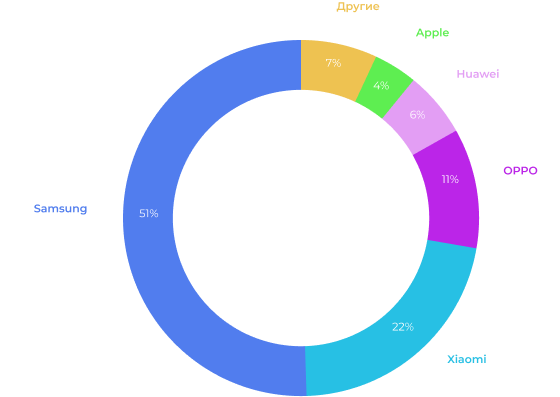 Другие
Apple
7%
Huawei
4%
6%
OPPO
11%
Samsung
51%
22%
Xiaomi